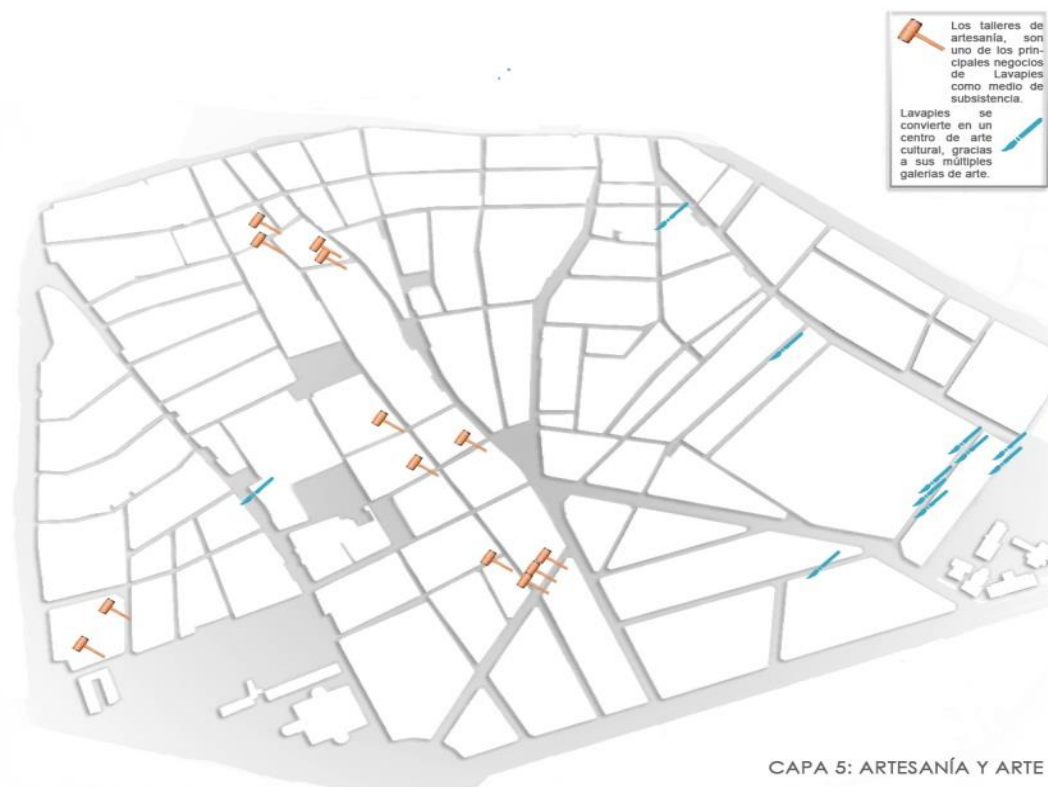 Los talleres de
artesanía, son
uno de los prin-
cipales negocios
de Lavapies
como medio de
subsistencia.
Lavapies se
convierte en un
centro de arte
cultural, gracias
a sus múltiples
galerias de arte.
CAPA 5: ARTESANÍA Y ARTE